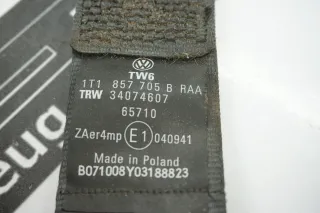 TW6
1T1 857 705 B RAA
TRW 34074607
65710
ZAer4mp E1 040941
Made in Poland
B071008Y03188823